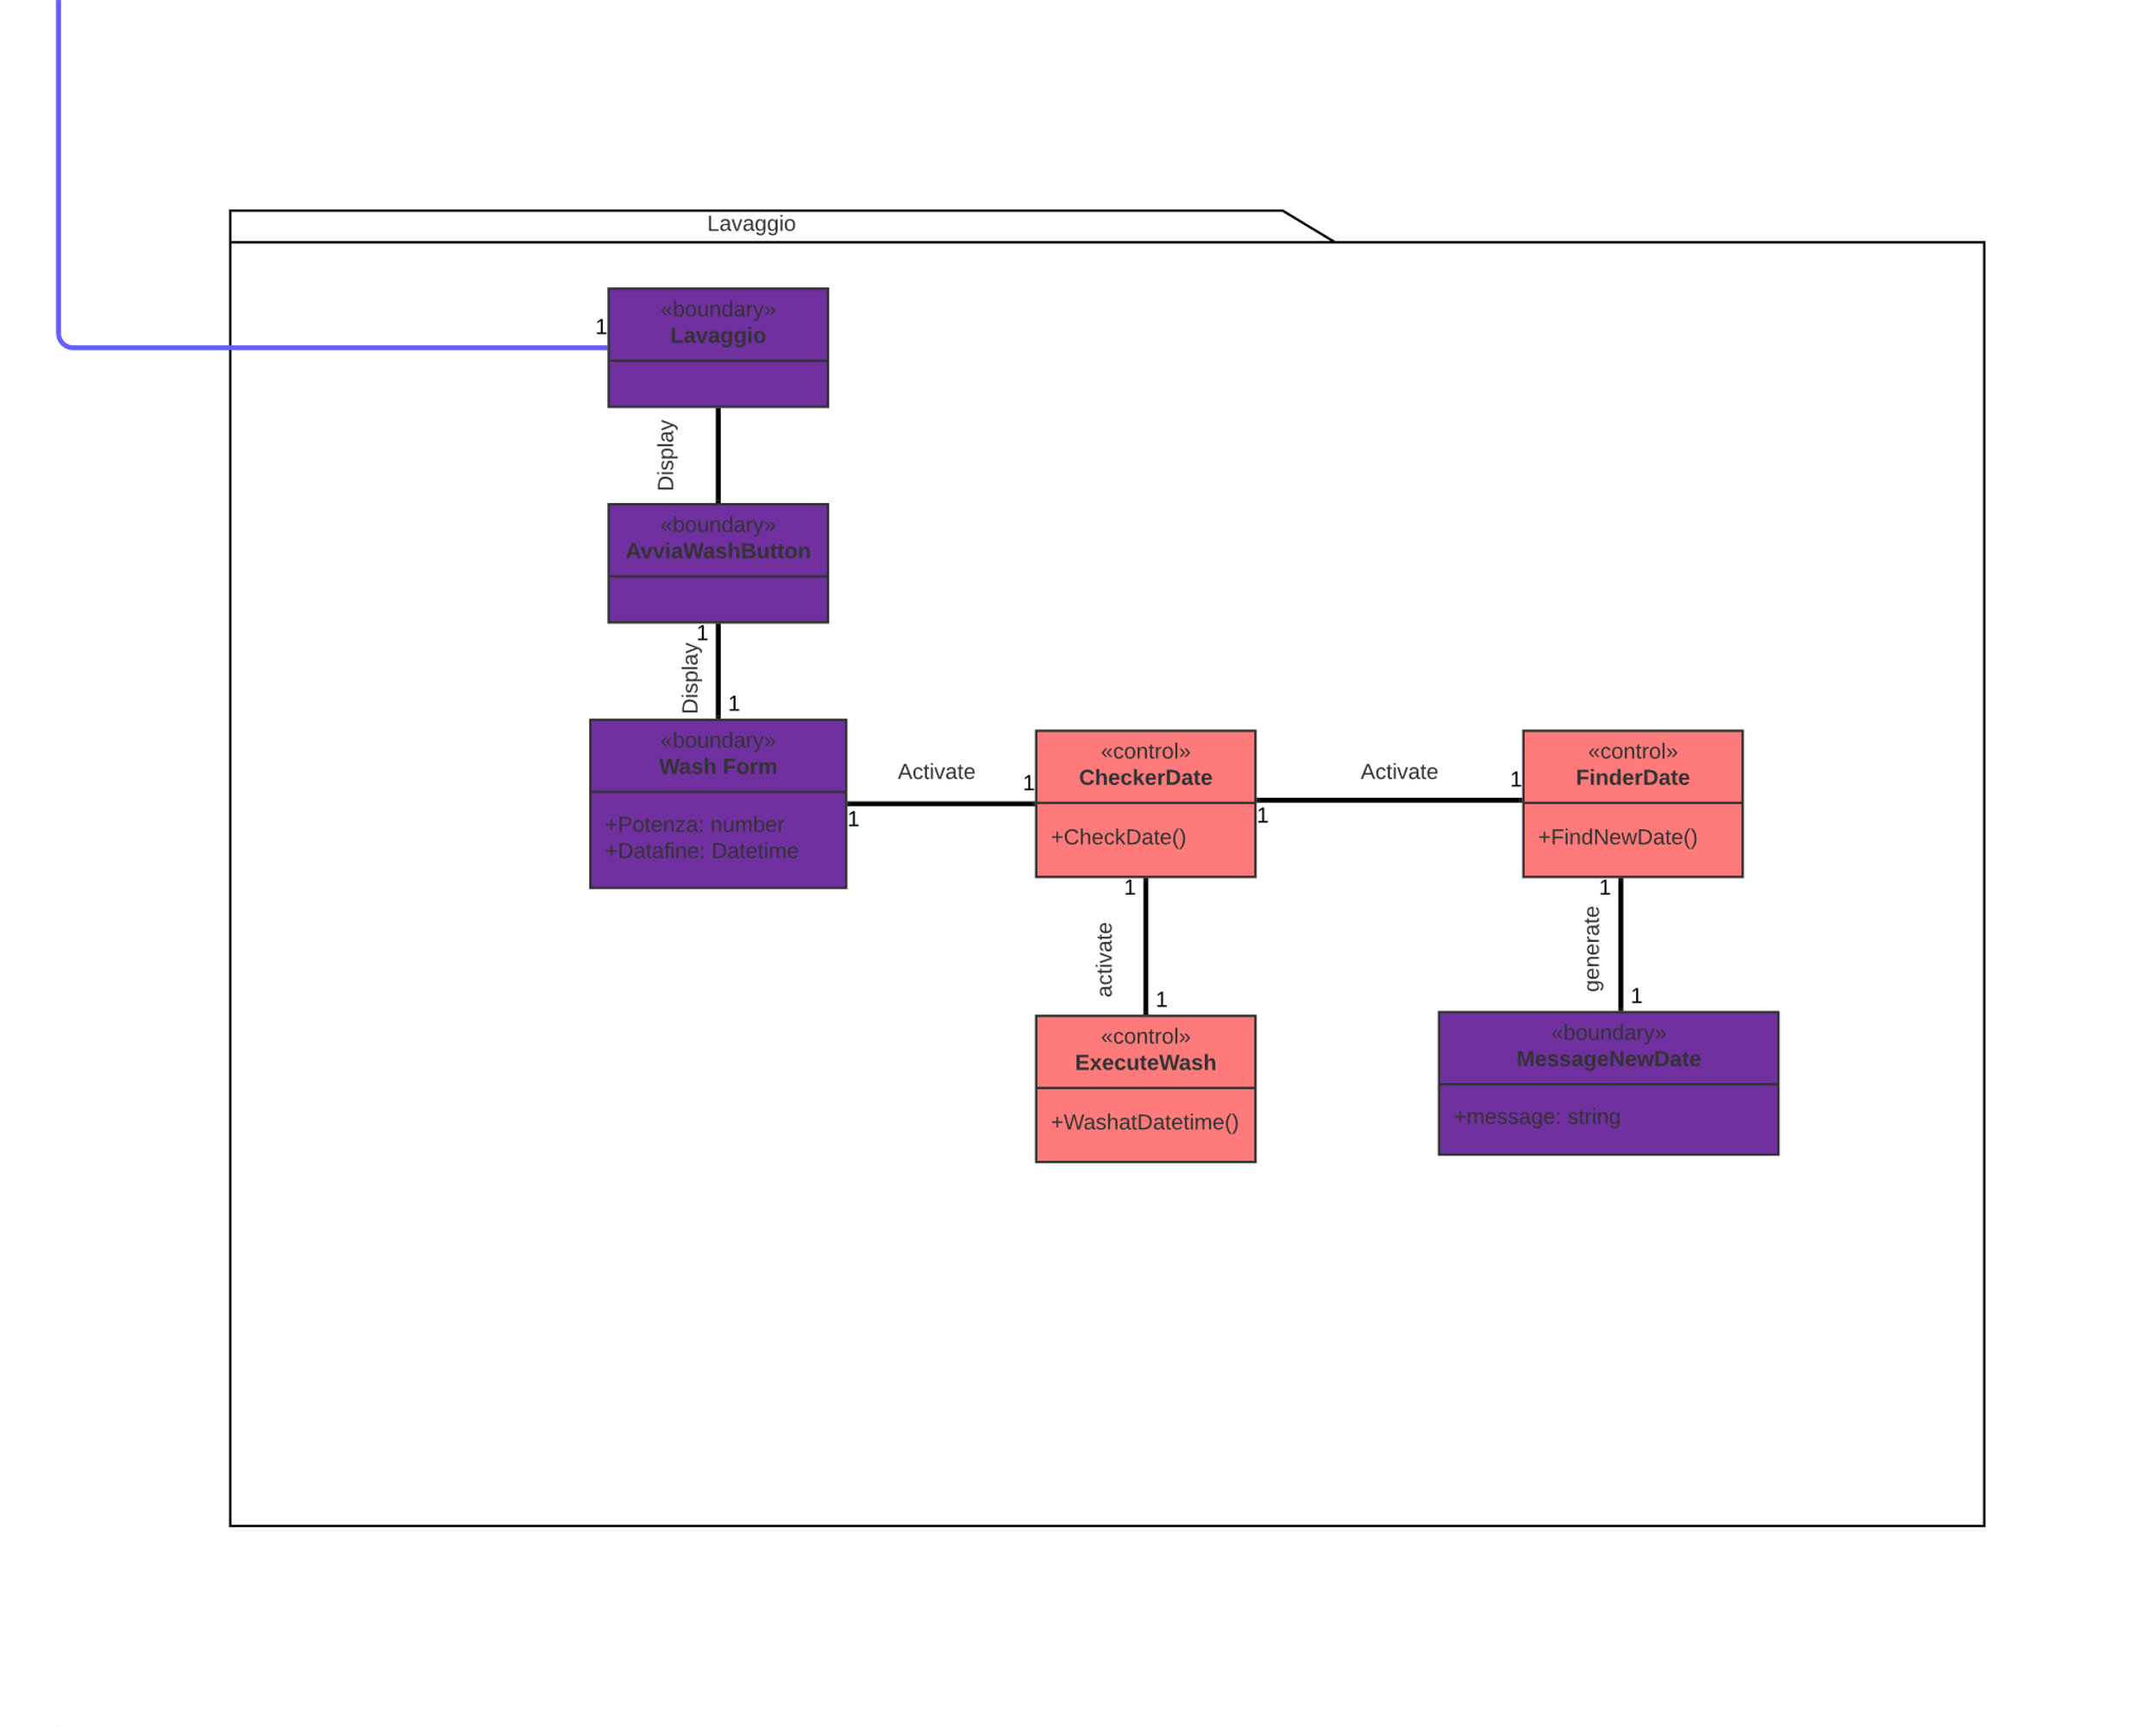 Lavaggio
«boundary»
Lavaggio
1
Display
«boundary»
AvviaWashButton
1
Display
1
«boundary»
Wash Form
+Potenza: number
+Datafine: Datetime
1
Activate
1
«control»
CheckerDate
+CheckDate()
1
Activate
1
«control»
FinderDate
+FindNewDate()
1
activate
1
«control»
ExecuteWash
+WashatDatetime()
1
generate
1
«boundary»
MessageNewDate
+message: string